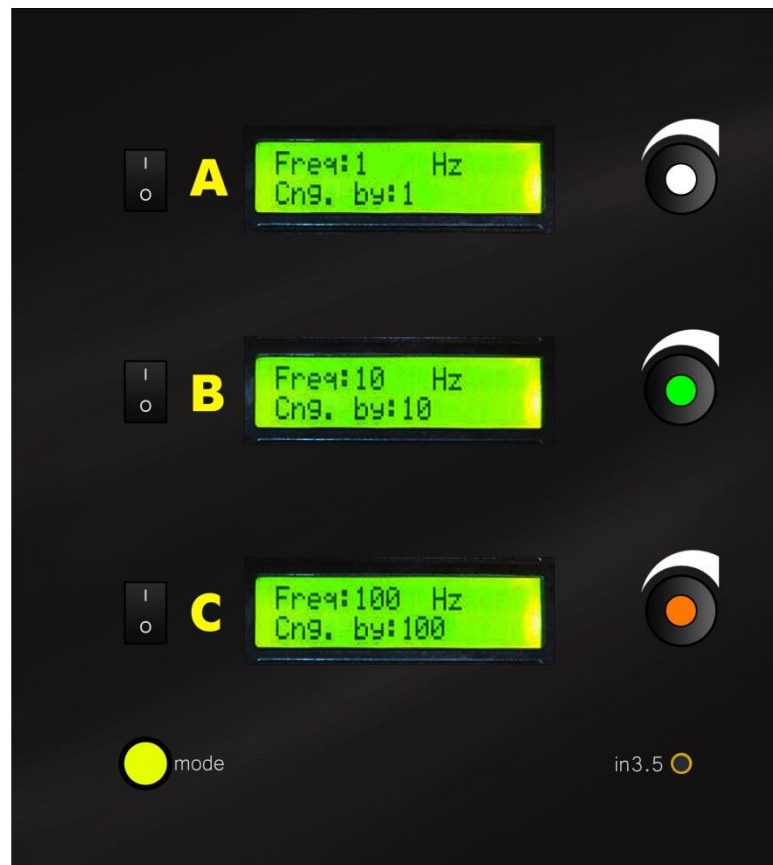 I
O
A
Freq:1 Hz
Cng. by:1
I
O
B
Freq:10 Hz
Cng. by:10
I
O
C
Freq:100 Hz
Cng. by:100
mode
in3.5